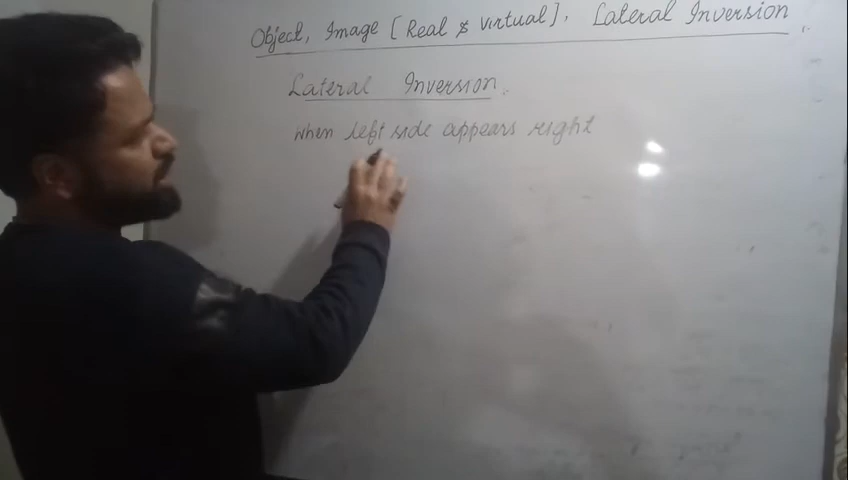 Object, Image [Real & virtual], Lateral Inversion
Lateral Inversion
when left side appears right